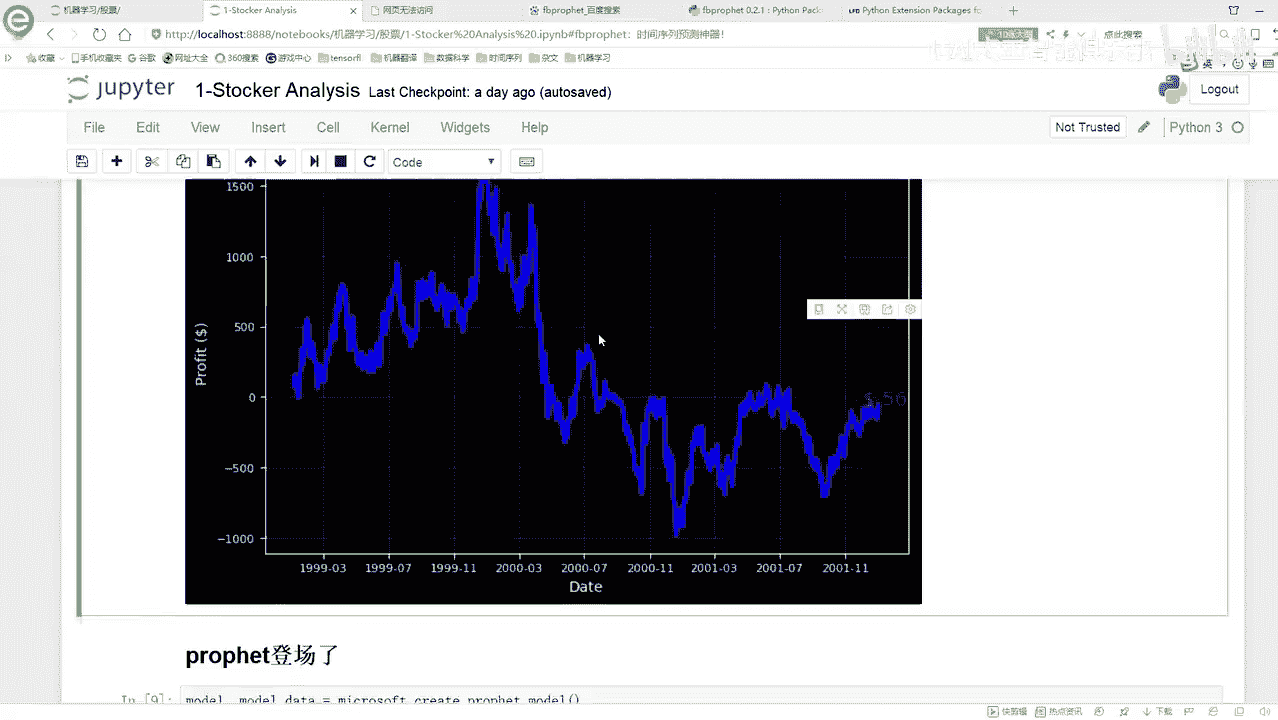 机器学习/股票/
1-Stocker Analysis
网页无法访问
fbprophet_百度搜索
fbprophet 0.2.1 : Python Pack
Python Extension Packages fo
http://localhost:8888/notebooks/机器学习/股票/1-Stocker%20Analysis%20.ipynb#fbprophet：时间序列预测神器！
点此搜索
收藏
手机收藏夹
谷歌
网址大全
360搜索
游戏中心
tensorfl
机器翻译
数据科学
时间序列
杂文
机器学习
jupyter
1-Stocker Analysis
Last Checkpoint: a day ago (autosaved)
Logout
File
Edit
View
Insert
Cell
Kernel
Widgets
Help
Not Trusted
Python 3
Code
1500
1000
500
0
−500
−1000
Profit ($)
$-56
1999-03
1999-07
1999-11
2000-03
2000-07
2000-11
2001-03
2001-07
2001-11
Date
prophet登场了
In [9]:
model, model_data = microsoft.create_prophet_model()
快剪辑
热点资讯
下载